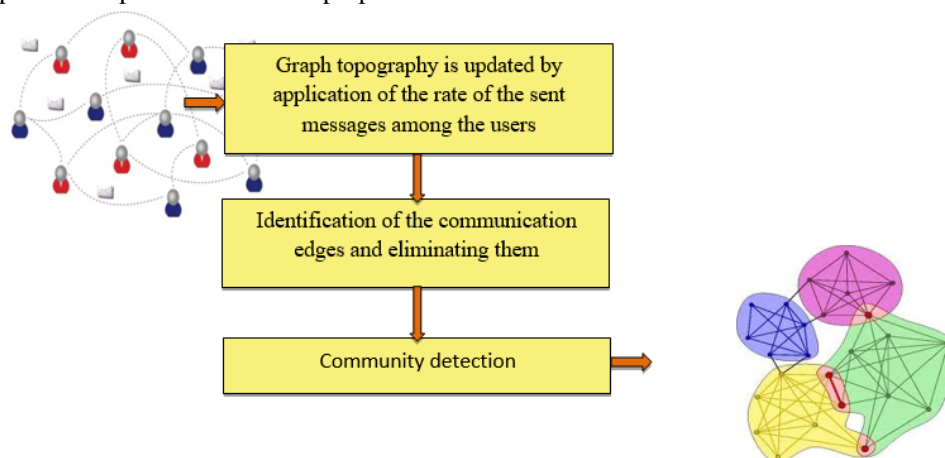 Graph topography is updated by
application of the rate of the sent
messages among the users
Identification of the communication
edges and eliminating them
Community detection